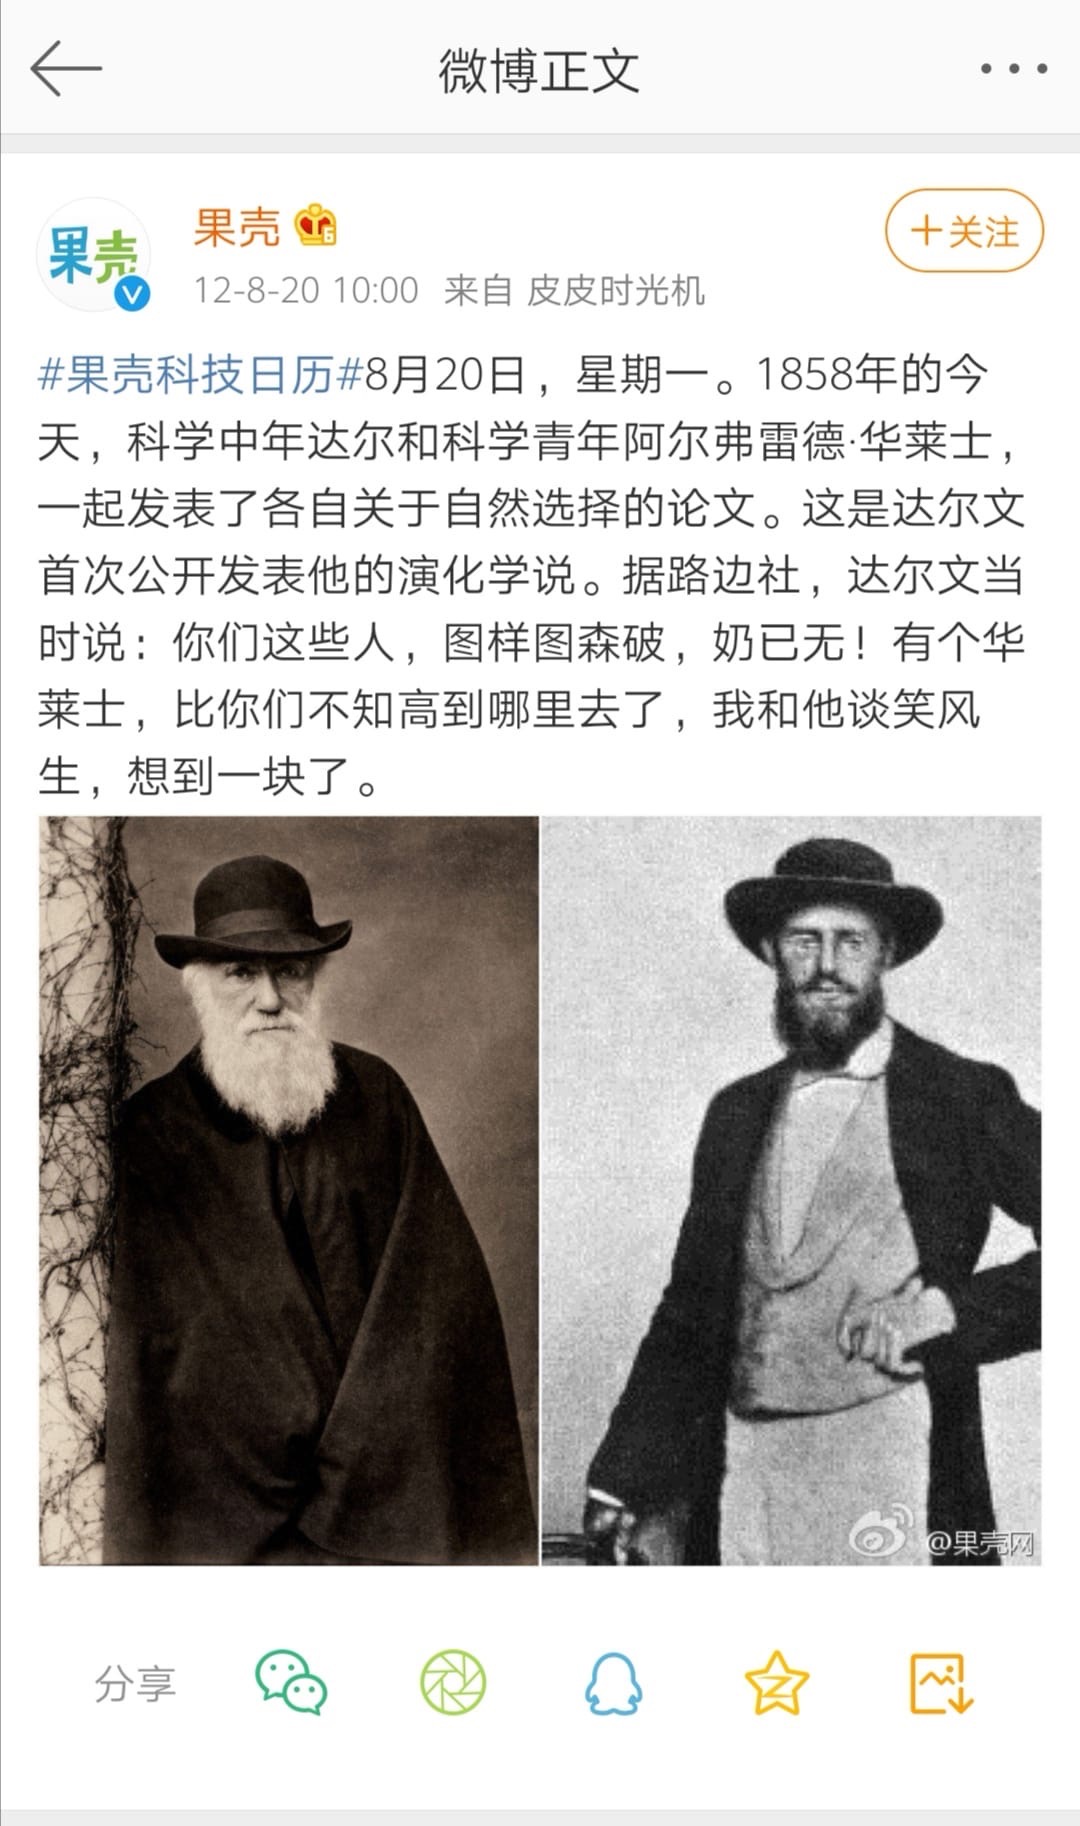 微博正文
果壳
果壳
12-8-20 10:00 来自 皮皮时光机
+关注
#果壳科技日历#8月20日，星期一。1858年的今
天，科学中年达尔和科学青年阿尔弗雷德·华莱士，
一起发表了各自关于自然选择的论文。这是达尔文
首次公开发表他的演化学说。据路边社，达尔文当
时说：你们这些人，图样图森破，奶已无！有个华
莱士，比你们不知高到哪里去了，我和他谈笑风
生，想到一块了。
@果壳网
分享